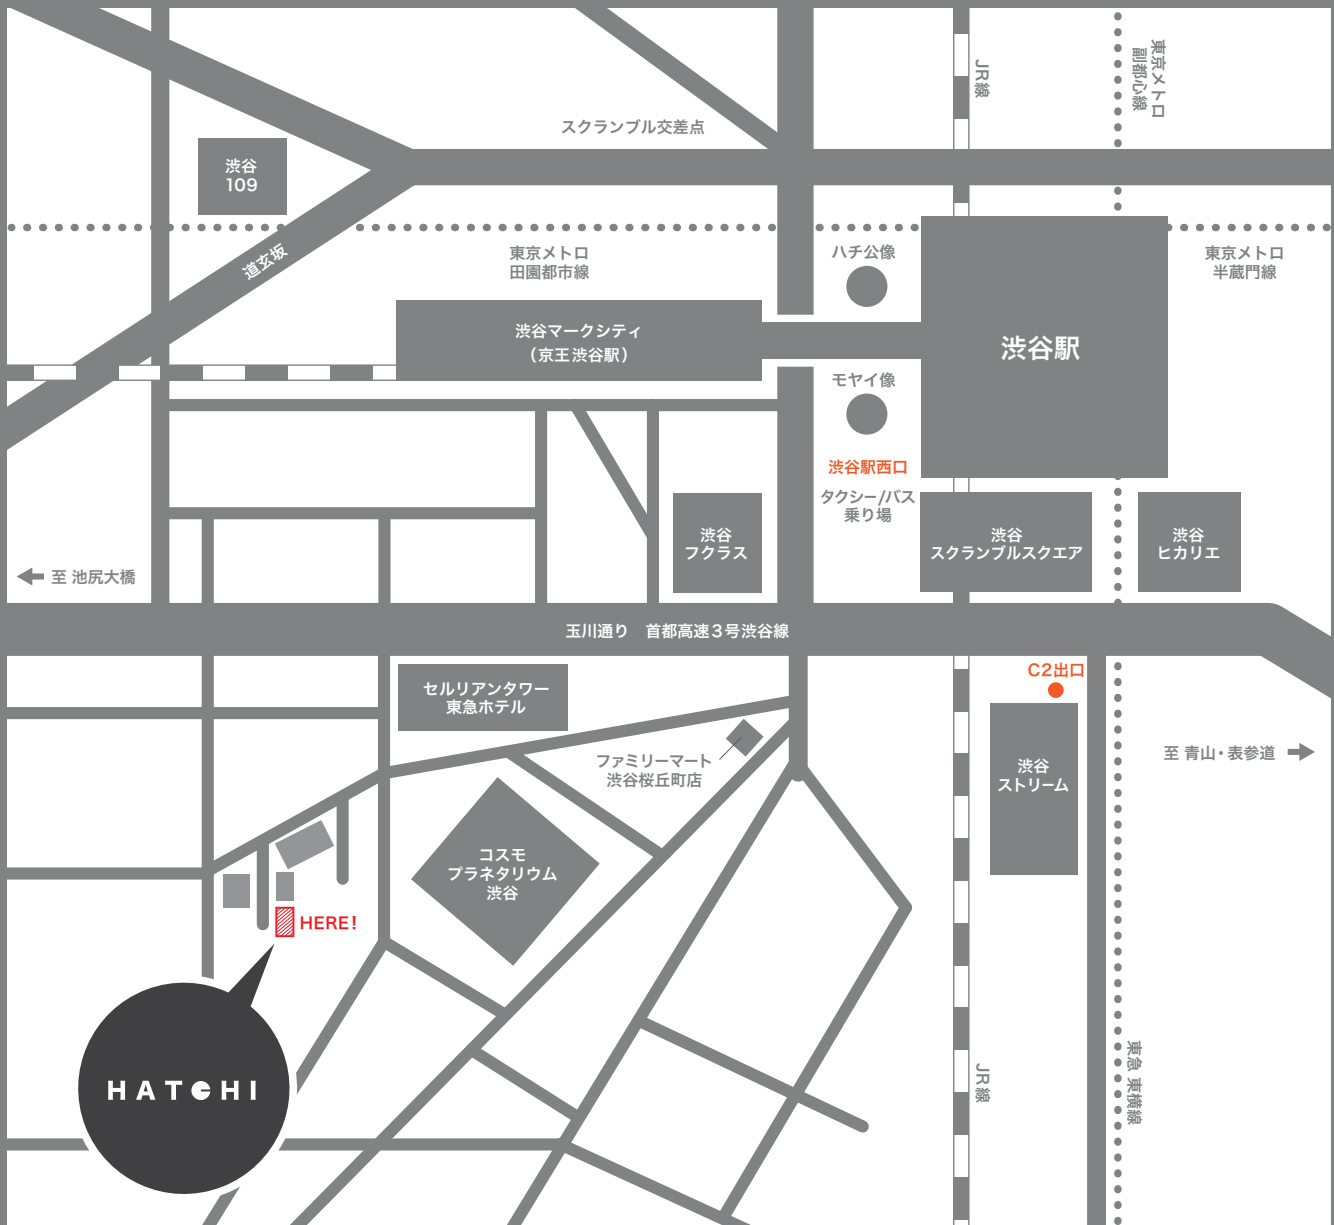 JR線
東京メトロ
副都心線
スクランブル交差点
渋谷
109
道玄坂
東京メトロ
田園都市線
ハチ公像
東京メトロ
半蔵門線
渋谷マークシティ
（京王渋谷駅）
渋谷駅
モヤイ像
渋谷駅西口
タクシー/バス
乗り場
渋谷
フクラス
渋谷
スクランブルスクエア
渋谷
ヒカリエ
至 池尻大橋
玉川通り　首都高速3号渋谷線
C2出口
セルリアンタワー
東急ホテル
ファミリーマート
渋谷桜丘町店
至 青山・表参道
渋谷
ストリーム
コスモ
プラネタリウム
渋谷
HERE!
HATCHI
JR線
東急 東横線